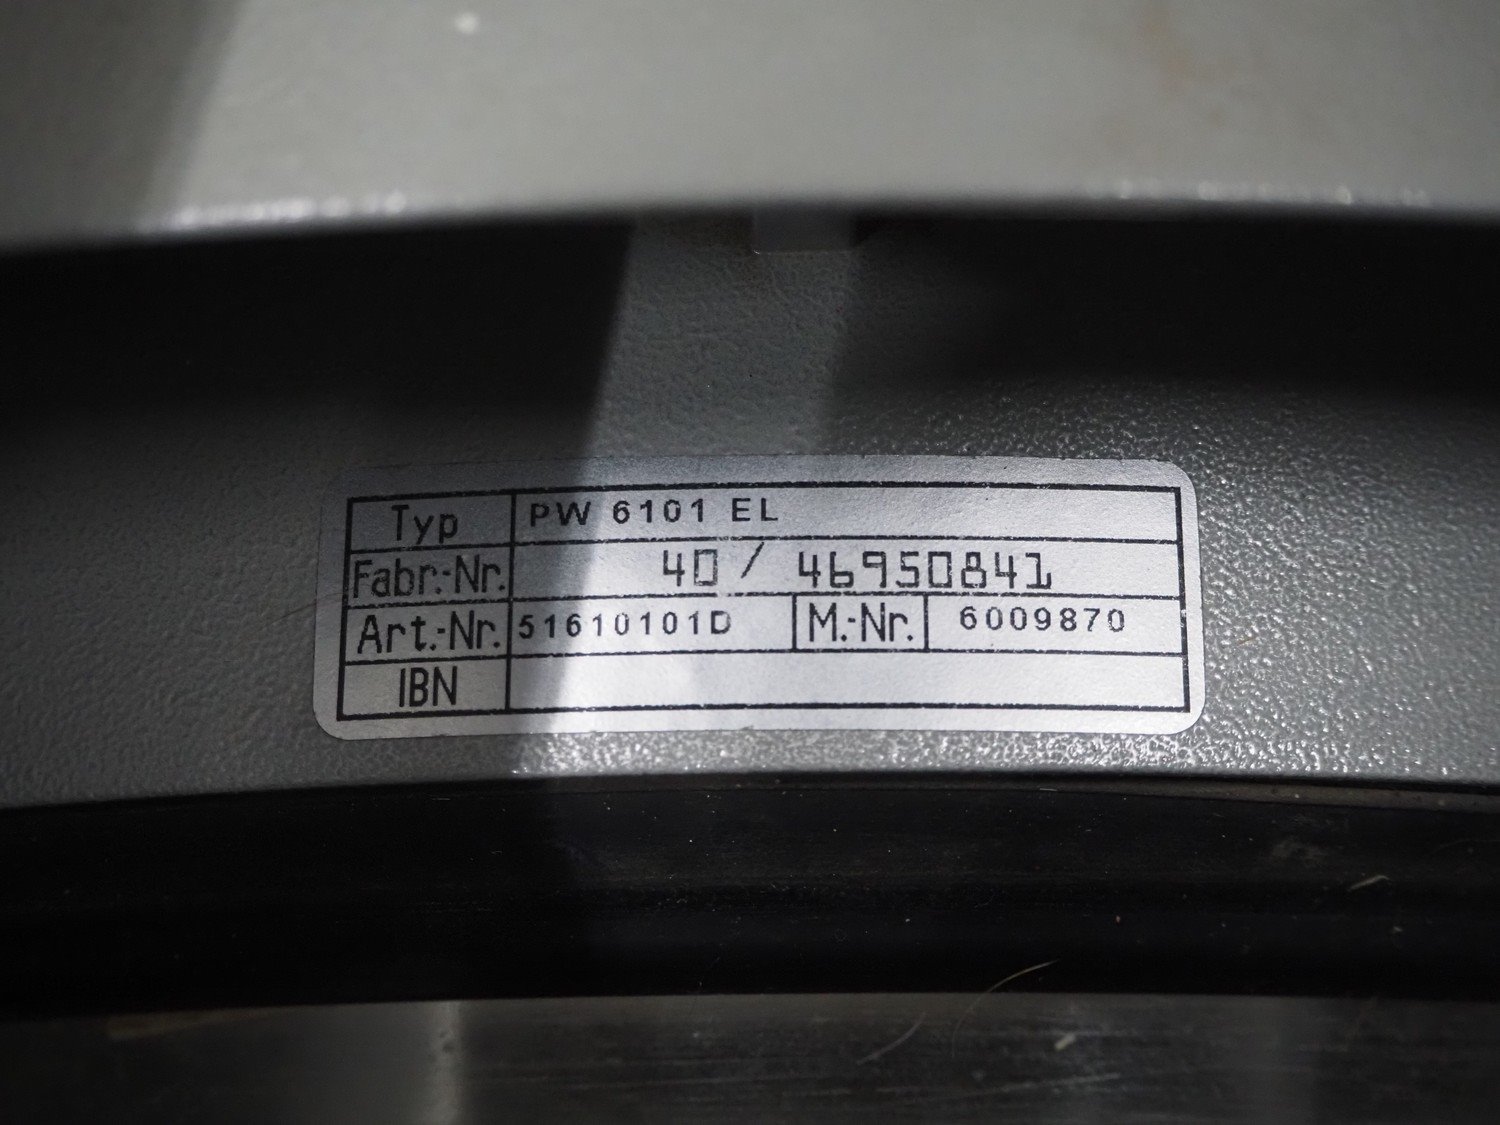 Typ PW 6101 EL
Fabr.-Nr. 40 / 46950841
Art.-Nr. 51610101D M.-Nr. 6009870
IBN